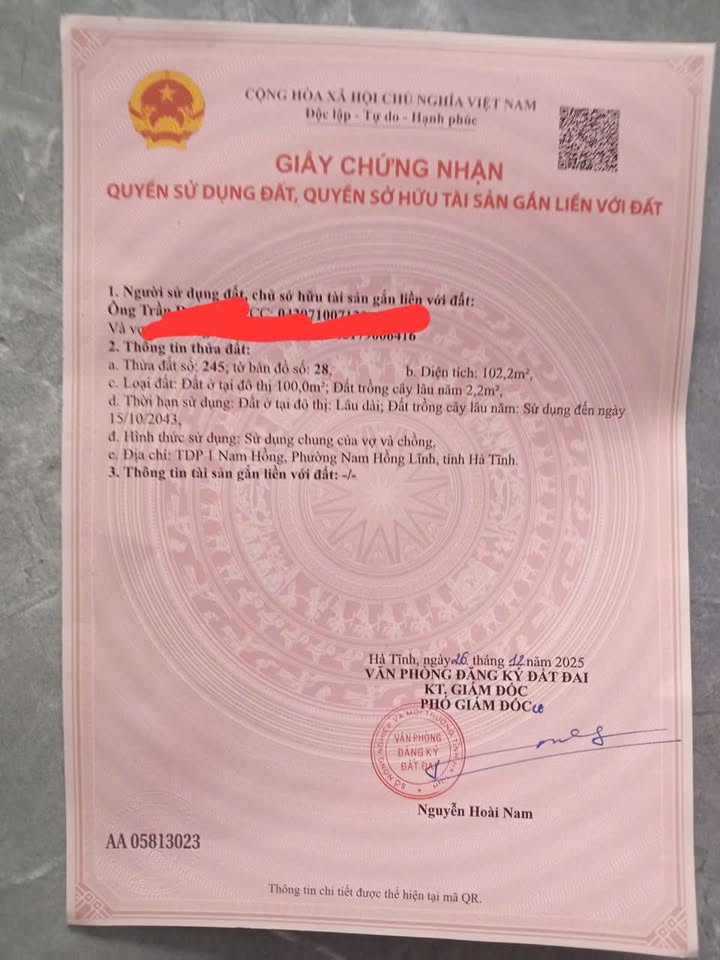 CỘNG HÒA XÃ HỘI CHỦ NGHĨA VIỆT NAM
Độc lập - Tự do - Hạnh phúc
GIẤY CHỨNG NHẬN
QUYỀN SỬ DỤNG ĐẤT, QUYỀN SỞ HỮU TÀI SẢN GẮN LIỀN VỚI ĐẤT
1. Người sử dụng đất, chủ sở hữu tài sản gắn liền với đất:
Ông Trần
Và vợ
2. Thông tin thửa đất:
a. Thửa đất số: 245; tờ bản đồ số: 28, b. Diện tích: 102,2m²,
c. Loại đất: Đất ở tại đô thị 100,0m²; Đất trồng cây lâu năm 2,2m²,
d. Thời hạn sử dụng: Đất ở tại đô thị: Lâu dài; Đất trồng cây lâu năm: Sử dụng đến ngày
15/10/2043,
đ. Hình thức sử dụng: Sử dụng chung của vợ và chồng,
e. Địa chỉ: TDP 1 Nam Hồng, Phường Nam Hồng Lĩnh, tỉnh Hà Tĩnh.
3. Thông tin tài sản gắn liền với đất: -/-
Hà Tĩnh, ngày 26 tháng 12 năm 2025
VĂN PHÒNG ĐĂNG KÝ ĐẤT ĐAI
KT, GIÁM ĐỐC
PHÓ GIÁM ĐỐC
VĂN PHÒNG
ĐĂNG KÝ
ĐẤT ĐAI
Nguyễn Hoài Nam
AA 05813023
Thông tin chi tiết được thể hiện tại mã QR.